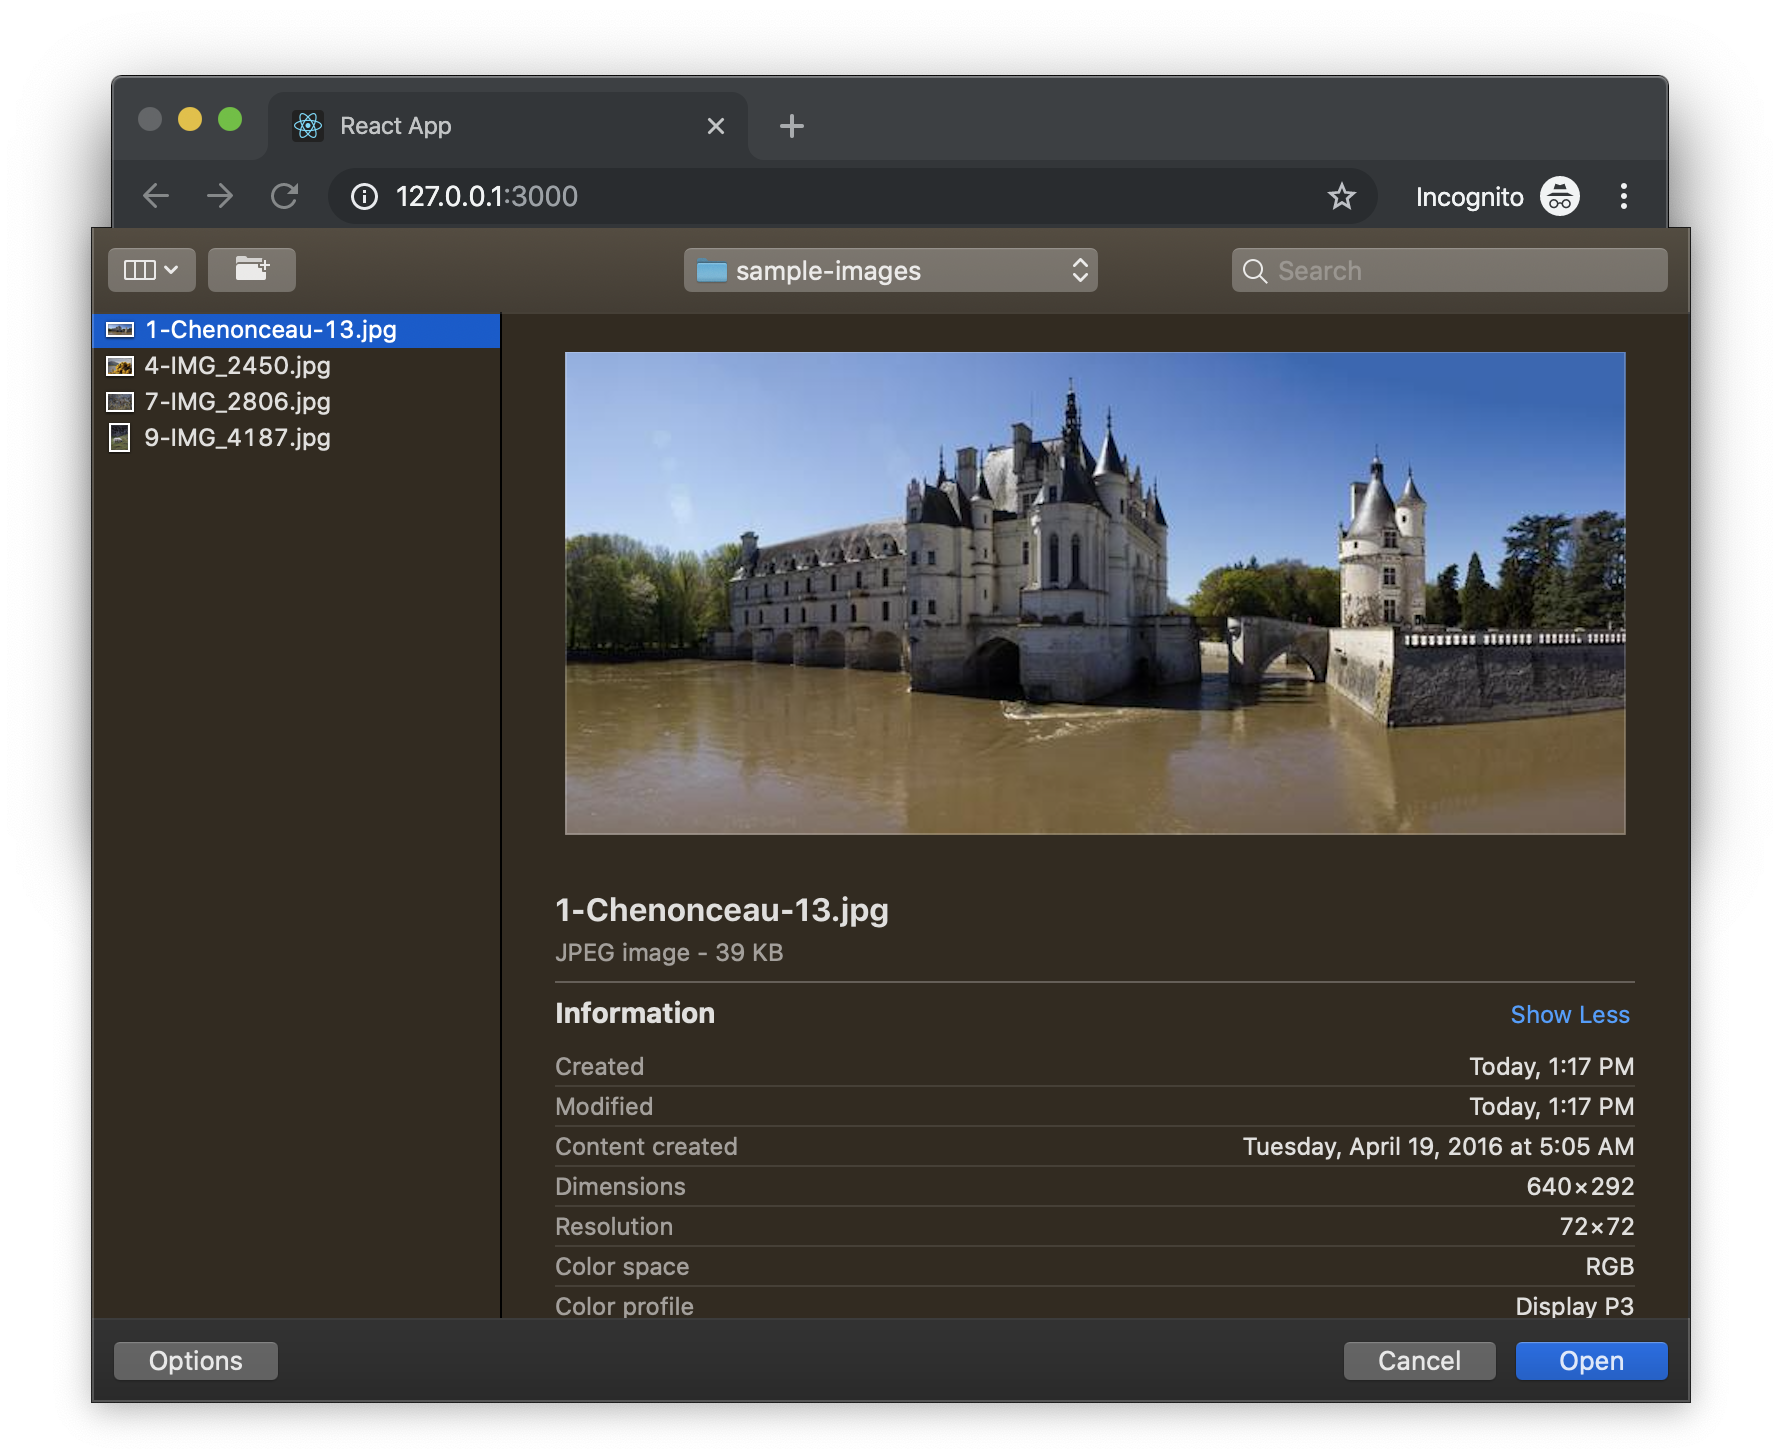 React App
127.0.0.1:3000
Incognito
sample-images
Search
1-Chenonceau-13.jpg
4-IMG_2450.jpg
7-IMG_2806.jpg
9-IMG_4187.jpg
1-Chenonceau-13.jpg
JPEG image - 39 KB
Information Show Less
Created Today, 1:17 PM
Modified Today, 1:17 PM
Content created Tuesday, April 19, 2016 at 5:05 AM
Dimensions 640×292
Resolution 72×72
Color space RGB
Color profile Display P3
Options Cancel Open